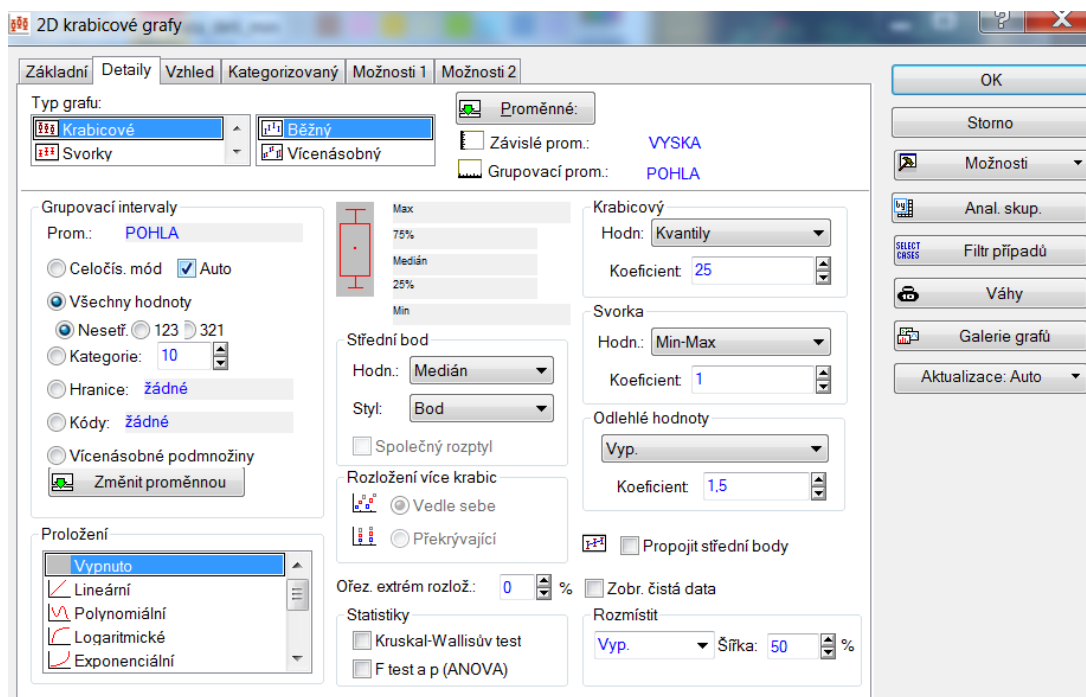 2D krabicové grafy
Základní Detaily Vzhled Kategorizovaný Možnosti 1 Možnosti 2
Typ grafu:
Krabicové
Svorky
Běžný
Vícenásobný
Proměnné:
Závislé prom.: VYSKA
Grupovací prom.: POHLA
Grupovací intervaly
Prom.: POHLA
Celočís. mód Auto
Všechny hodnoty
Nesetř. 123 321
Kategorie: 10
Hranice: žádné
Kódy: žádné
Vícenásobné podmnožiny
Změnit proměnnou
Proložení
Vypnuto
Lineární
Polynomiální
Logaritmické
Exponenciální
Max
75%
Medián
25%
Min
Střední bod
Hodn.: Medián
Styl: Bod
Společný rozptyl
Rozložení více krabic
Vedle sebe
Překrývající
Ořez. extrém rozlož.: 0 %
Statistiky
Kruskal-Wallisův test
F test a p (ANOVA)
Krabicový
Hodn: Kvantily
Koeficient 25
Svorka
Hodn.: Min-Max
Koeficient 1
Odlehlé hodnoty
Vyp.
Koeficient 1,5
Propojit střední body
Zobr. čistá data
Rozmístit
Vyp. Šířka: 50 %
OK
Storno
Možnosti
Anal. skup.
SELECT CASES Filtr případů
Váhy
Galerie grafů
Aktualizace: Auto